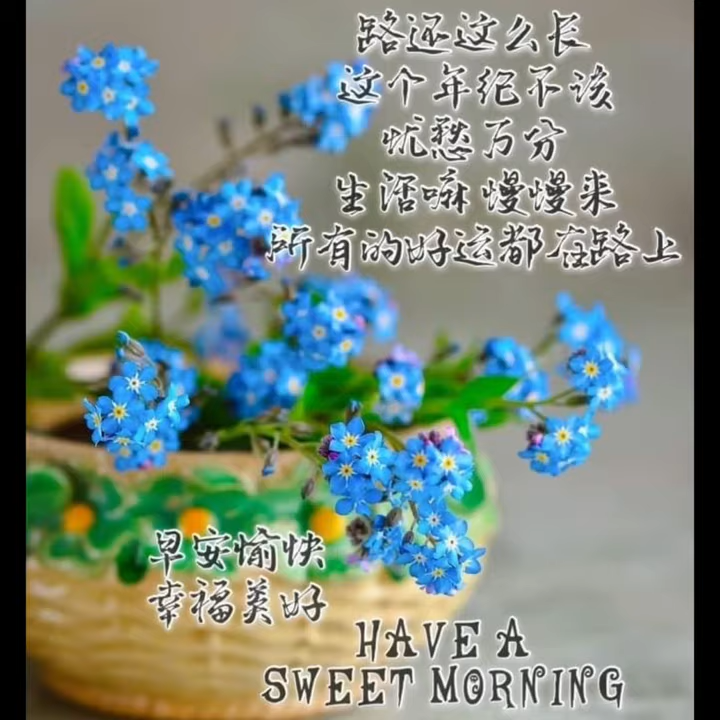 路还这么长
这个年纪不该
忧愁万分
生活嘛慢慢来
所有的好运都在路上
早安愉快
幸福美好
HAVE A
SWEET MORNING